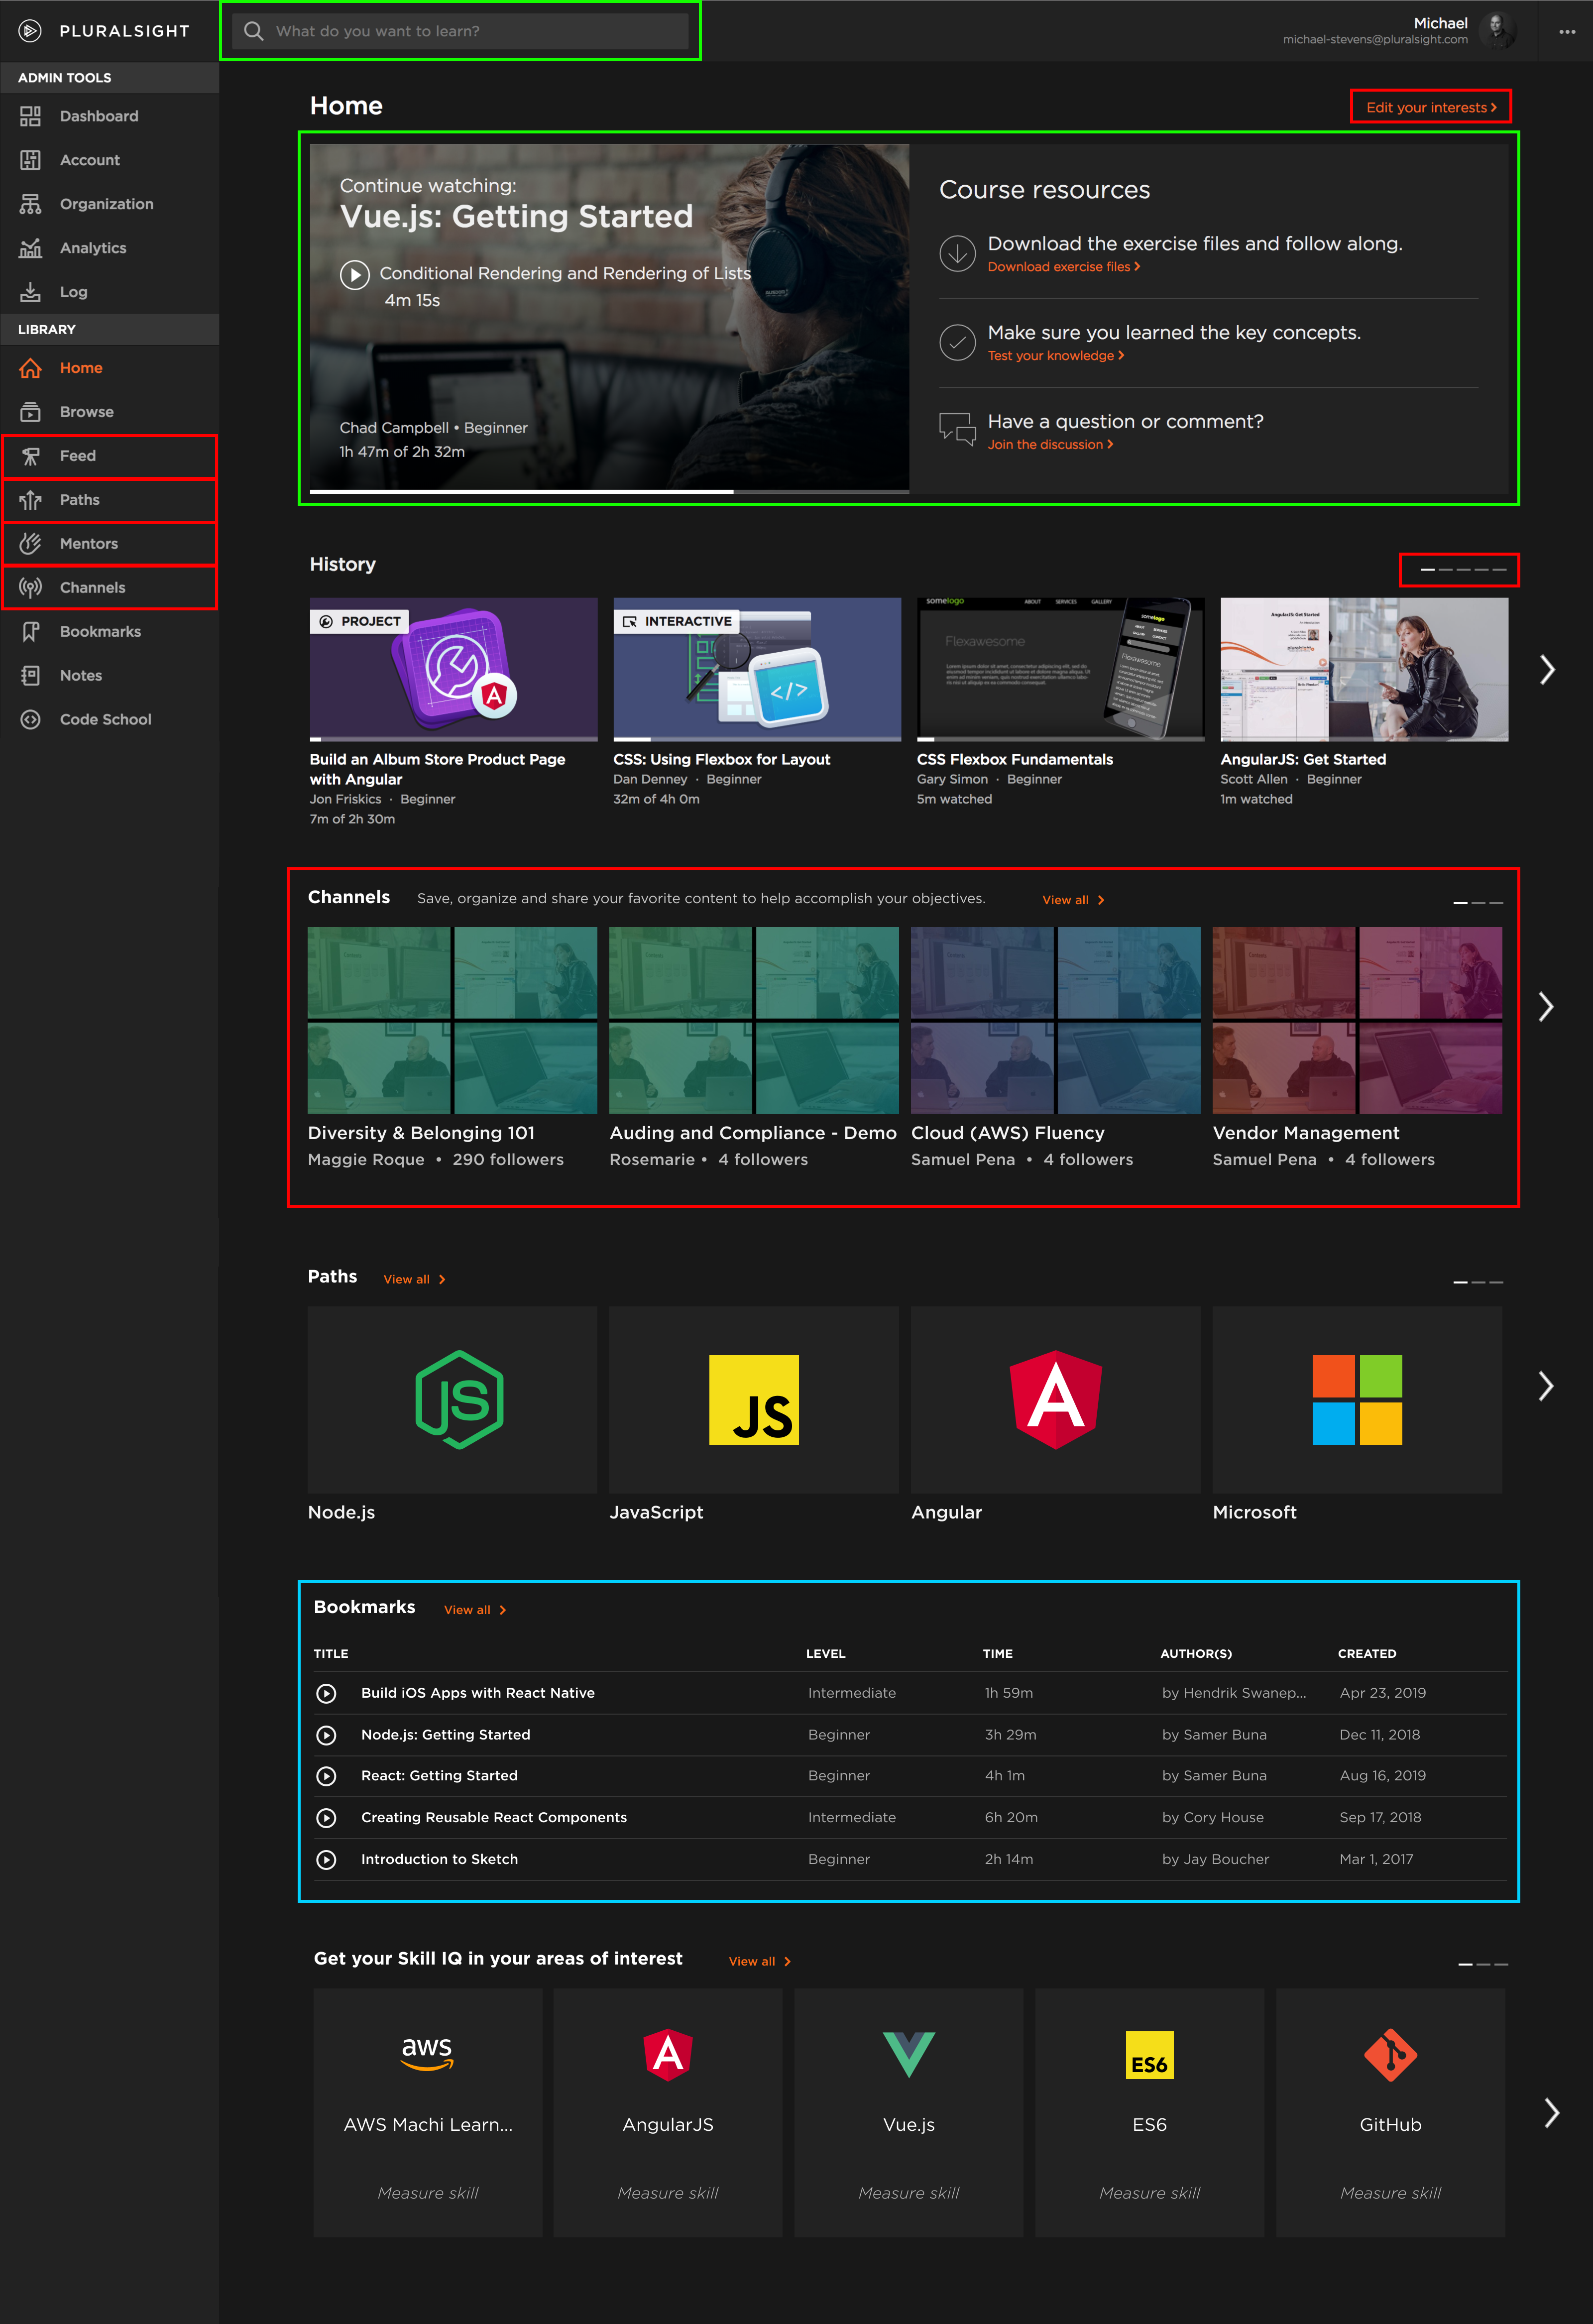 PLURALSIGHT
What do you want to learn?
Michael
michael-stevens@pluralsight.com
ADMIN TOOLS
Dashboard
Account
Organization
Analytics
Log
LIBRARY
Home
Browse
Feed
Paths
Mentors
Channels
Bookmarks
Notes
Code School
Home
Edit your interests
Continue watching:
Vue.js: Getting Started
Conditional Rendering and Rendering of Lists
4m 15s
Chad Campbell • Beginner
1h 47m of 2h 32m
Course resources
Download the exercise files and follow along.
Download exercise files
Make sure you learned the key concepts.
Test your knowledge
Have a question or comment?
Join the discussion
History
PROJECT
Build an Album Store Product Page
with Angular
Jon Friskics · Beginner
7m of 2h 30m
INTERACTIVE
</>
CSS: Using Flexbox for Layout
Dan Denney · Beginner
32m of 4h 0m
somelogo
ABOUT SERVICES GALLERY
Flexawesome
somelogo
Flexawesome
CSS Flexbox Fundamentals
Gary Simon · Beginner
5m watched
AngularJS: Get Started
AngularJS: Get Started
Scott Allen · Beginner
1m watched
Channels
Save, organize and share your favorite content to help accomplish your objectives.
View all
Diversity & Belonging 101
Maggie Roque • 290 followers
Auding and Compliance - Demo
Rosemarie • 4 followers
Cloud (AWS) Fluency
Samuel Pena • 4 followers
Vendor Management
Samuel Pena • 4 followers
Paths
View all
JS
Node.js
JS
JavaScript
A
Angular
Microsoft
Bookmarks
View all
TITLE LEVEL TIME AUTHOR(S) CREATED
Build iOS Apps with React Native Intermediate 1h 59m by Hendrik Swanep... Apr 23, 2019
Node.js: Getting Started Beginner 3h 29m by Samer Buna Dec 11, 2018
React: Getting Started Beginner 4h 1m by Samer Buna Aug 16, 2019
Creating Reusable React Components Intermediate 6h 20m by Cory House Sep 17, 2018
Introduction to Sketch Beginner 2h 14m by Jay Boucher Mar 1, 2017
Get your Skill IQ in your areas of interest
View all
aws
AWS Machi Learn...
Measure skill
A
AngularJS
Measure skill
Vue.js
Measure skill
ES6
ES6
Measure skill
GitHub
Measure skill